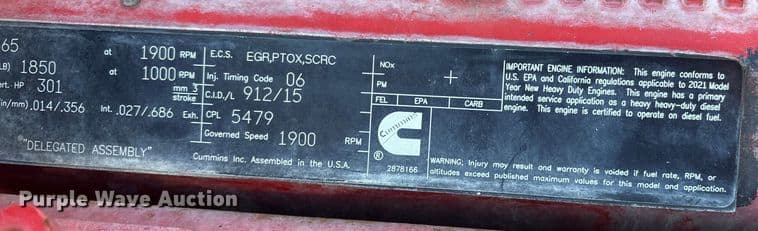 65 at 1900 RPM
LB) 1850 at 1000 RPM
ert. HP 301 mm 3 stroke
in/mm) .014/.356 Int. .027/.686 Exh.
"DELEGATED ASSEMBLY"
E.C.S. EGR,PTOX,SCRC
Inj. Timing Code 06
C.I.D./L 912/15
CPL 5479
Governed Speed 1900 RPM
Cummins Inc. Assembled in the U.S.A.
NOx
PM +
FEL EPA CARB
Cummins
®
2878166
IMPORTANT ENGINE INFORMATION: This engine conforms to
U.S. EPA and California regulations applicable to 2021 Model
Year New Heavy Duty Engines. This engine has a primary
intended service application as a heavy heavy-duty diesel
engine. This engine is certified to operate on diesel fuel.
WARNING; Injury may result and warranty is voided if fuel rate, RPM, or
altitudes exceed published maximum values for this model and application.
Purple Wave Auction